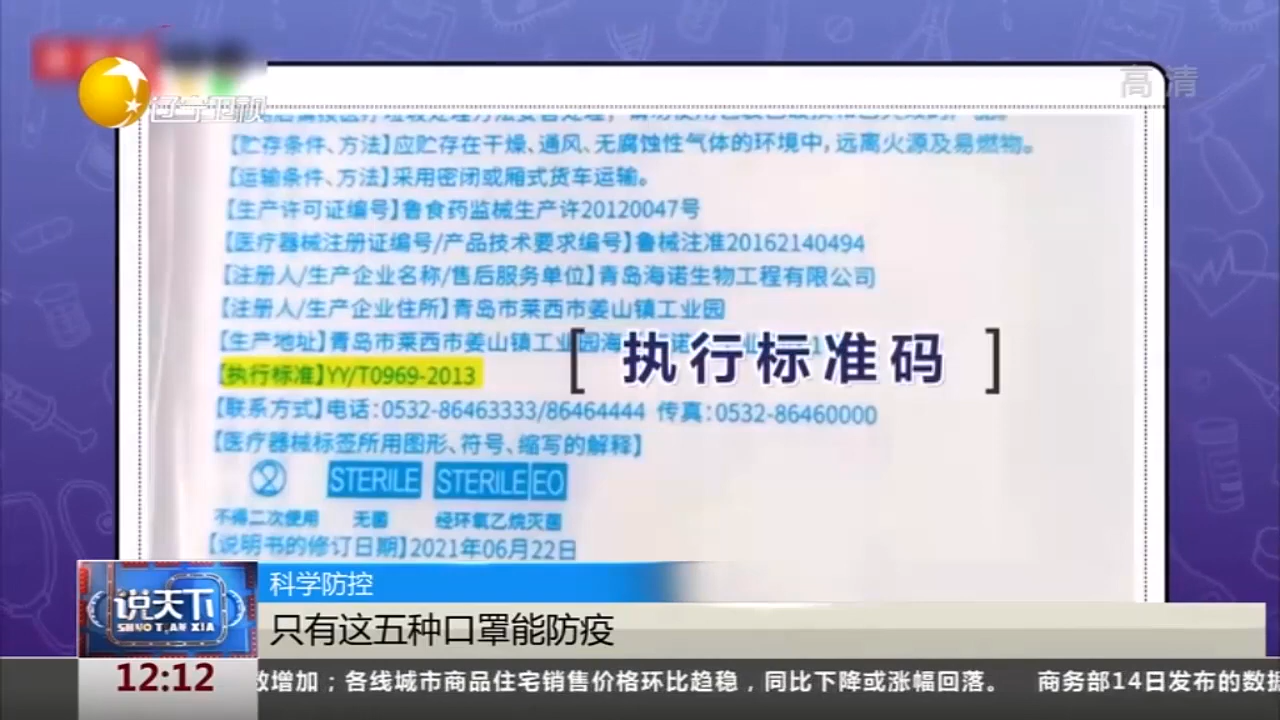 高清
辽宁卫视
【贮存条件、方法】应贮存在干燥、通风、无腐蚀性气体的环境中,远离火源及易燃物。
【运输条件、方法】采用密闭或厢式货车运输。
【生产许可证编号】鲁食药监械生产许20120047号
【医疗器械注册证编号/产品技术要求编号】鲁械注准20162140494
【注册人/生产企业名称/售后服务单位】青岛海诺生物工程有限公司
【注册人/生产企业住所】青岛市莱西市姜山镇工业园
【生产地址】青岛市莱西市姜山镇工业园海诺
[ 执行标准码 ]
【执行标准】YY/T0969-2013
【联系方式】电话:0532-86463333/86464444 传真:0532-86460000
【医疗器械标签所用图形、符号、缩写的解释】
2 STERILE STERILE EO
不得二次使用 无菌 经环氧乙烷灭菌
【说明书的修订日期】2021年06月22日
科学防控
说天下
SHUO TIAN XIA
只有这五种口罩能防疫
12:12
增加；各线城市商品住宅销售价格环比趋稳，同比下降或涨幅回落。 商务部14日发布的数据